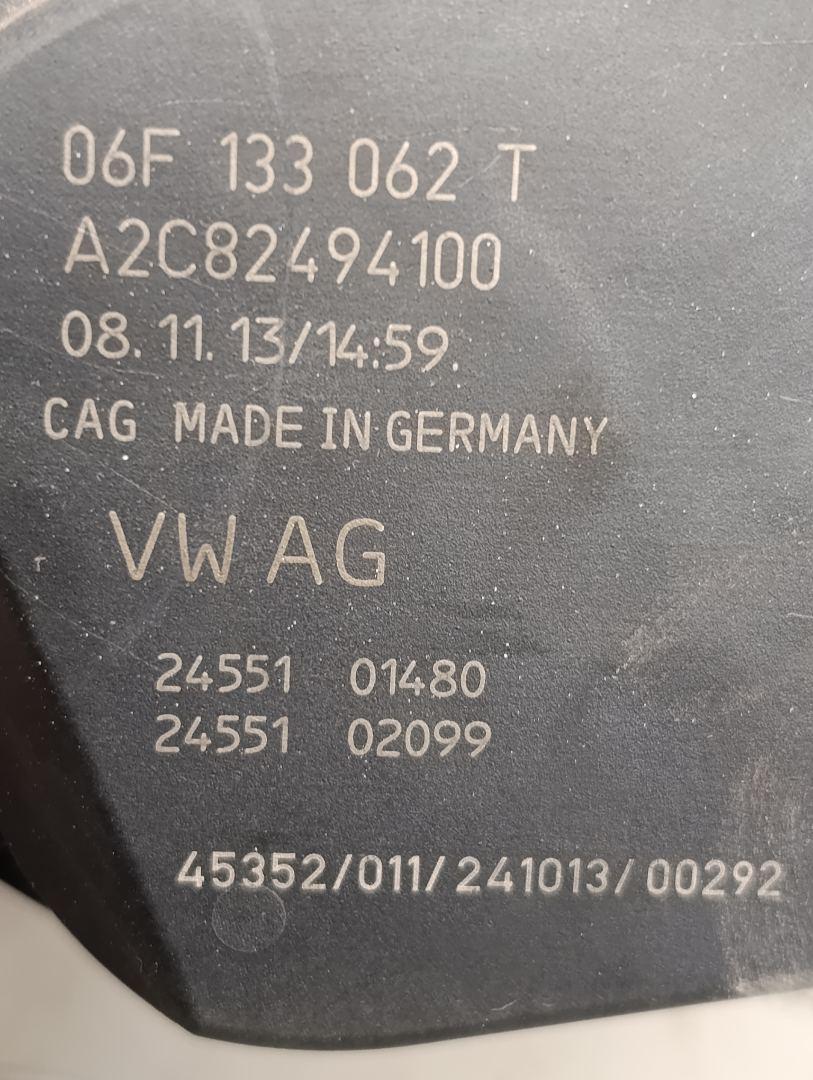 06F 133 062 T
A2C82494100
08. 11. 13/14:59.
CAG MADE IN GERMANY
VW AG
24551 01480
24551 02099
45352/011/241013/00292